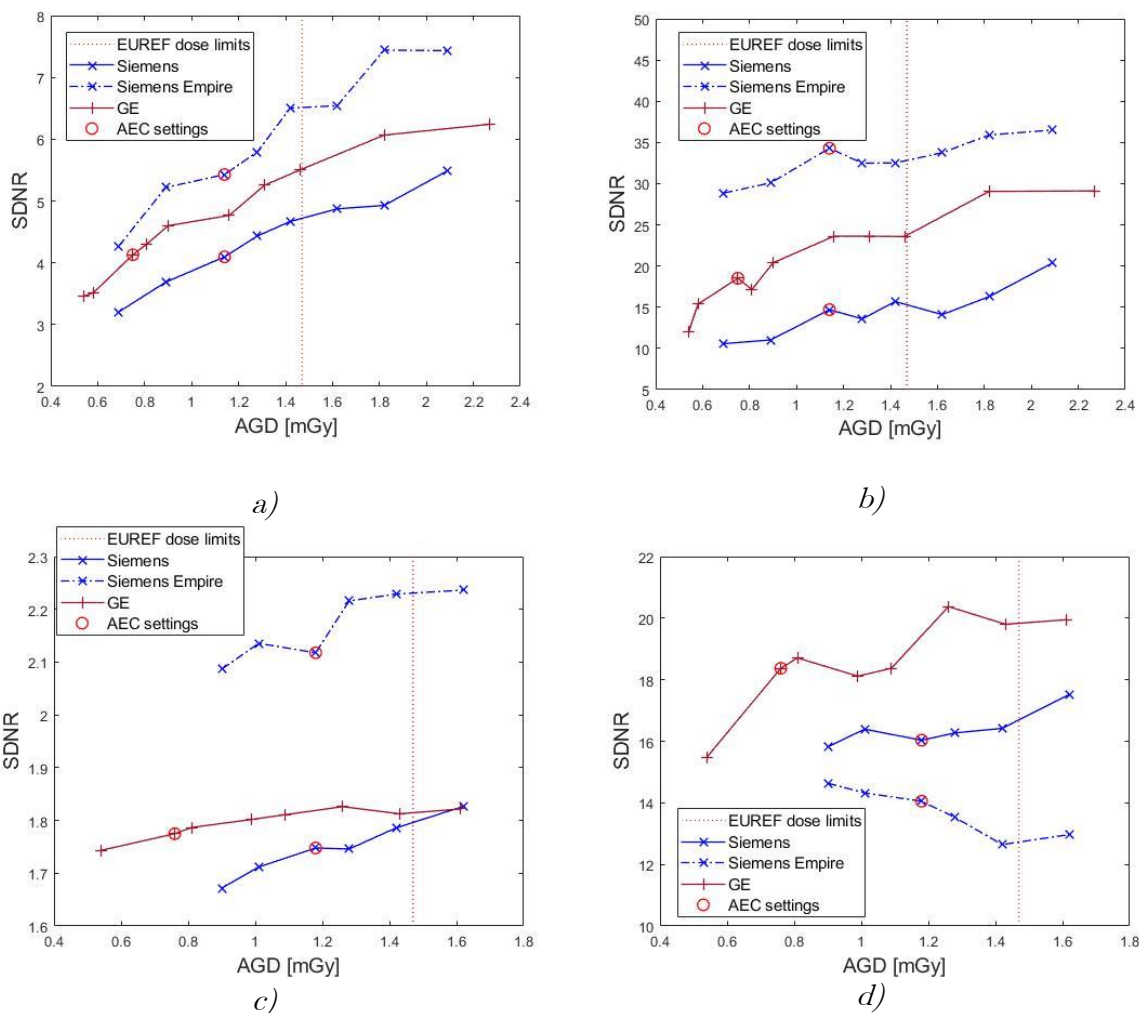 8
7
6
5
4
3
2
SDNR
0.4 0.6 0.8 1 1.2 1.4 1.6 1.8 2 2.2 2.4
AGD [mGy]
EUREF dose limits
Siemens
Siemens Empire
GE
AEC settings
a)
50
45
40
35
30
25
20
15
10
5
SDNR
0.4 0.6 0.8 1 1.2 1.4 1.6 1.8 2 2.2 2.4
AGD [mGy]
EUREF dose limits
Siemens
Siemens Empire
GE
AEC settings
b)
2.3
2.2
2.1
2
1.9
1.8
1.7
1.6
SDNR
0.4 0.6 0.8 1 1.2 1.4 1.6 1.8
AGD [mGy]
EUREF dose limits
Siemens
Siemens Empire
GE
AEC settings
c)
22
20
18
16
14
12
10
SDNR
0.4 0.6 0.8 1 1.2 1.4 1.6 1.8
AGD [mGy]
EUREF dose limits
Siemens
Siemens Empire
GE
AEC settings
d)